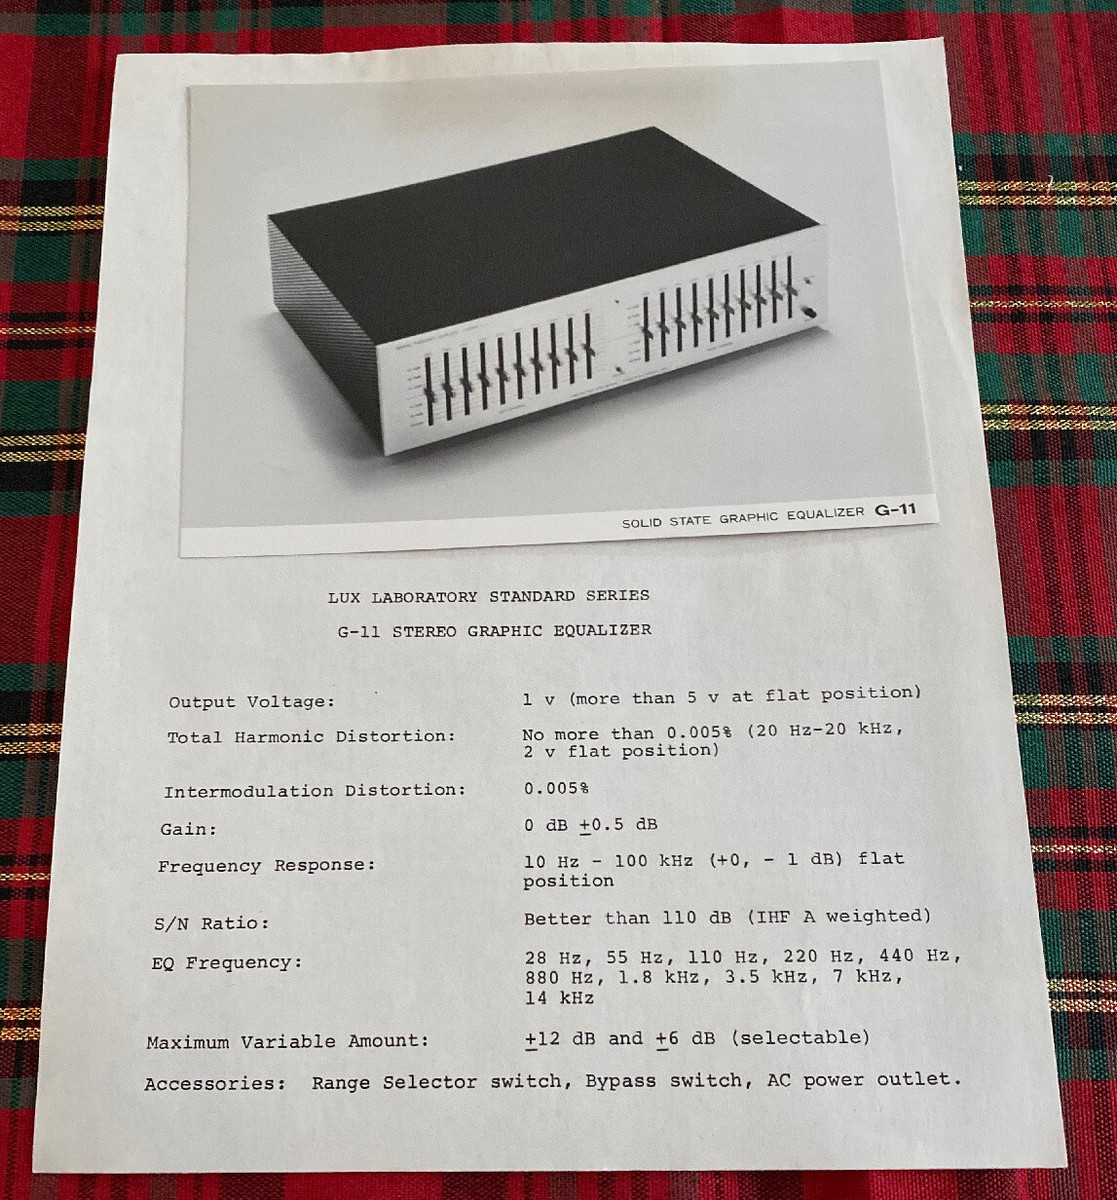 SOLID STATE GRAPHIC EQUALIZER G-11
LUX LABORATORY STANDARD SERIES
G-11 STEREO GRAPHIC EQUALIZER
Output Voltage: 1 v (more than 5 v at flat position)
Total Harmonic Distortion: No more than 0.005% (20 Hz-20 kHz,
2 v flat position)
Intermodulation Distortion: 0.005%
Gain: 0 dB ±0.5 dB
Frequency Response: 10 Hz - 100 kHz (+0, - 1 dB) flat
position
S/N Ratio: Better than 110 dB (IHF A weighted)
EQ Frequency: 28 Hz, 55 Hz, 110 Hz, 220 Hz, 440 Hz,
880 Hz, 1.8 kHz, 3.5 kHz, 7 kHz,
14 kHz
Maximum Variable Amount: ±12 dB and ±6 dB (selectable)
Accessories: Range Selector switch, Bypass switch, AC power outlet.